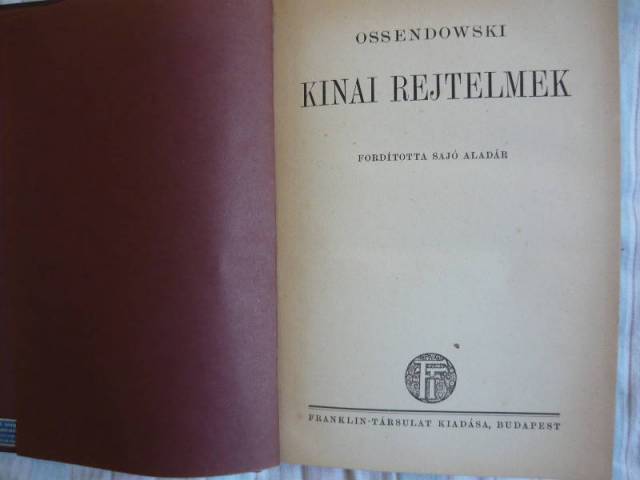 OSSENDOWSKI
KINAI REJTELMEK
FORDÍTOTTA SAJÓ ALADÁR
FRANKLIN-TÁRSULAT KIADÁSA, BUDAPEST